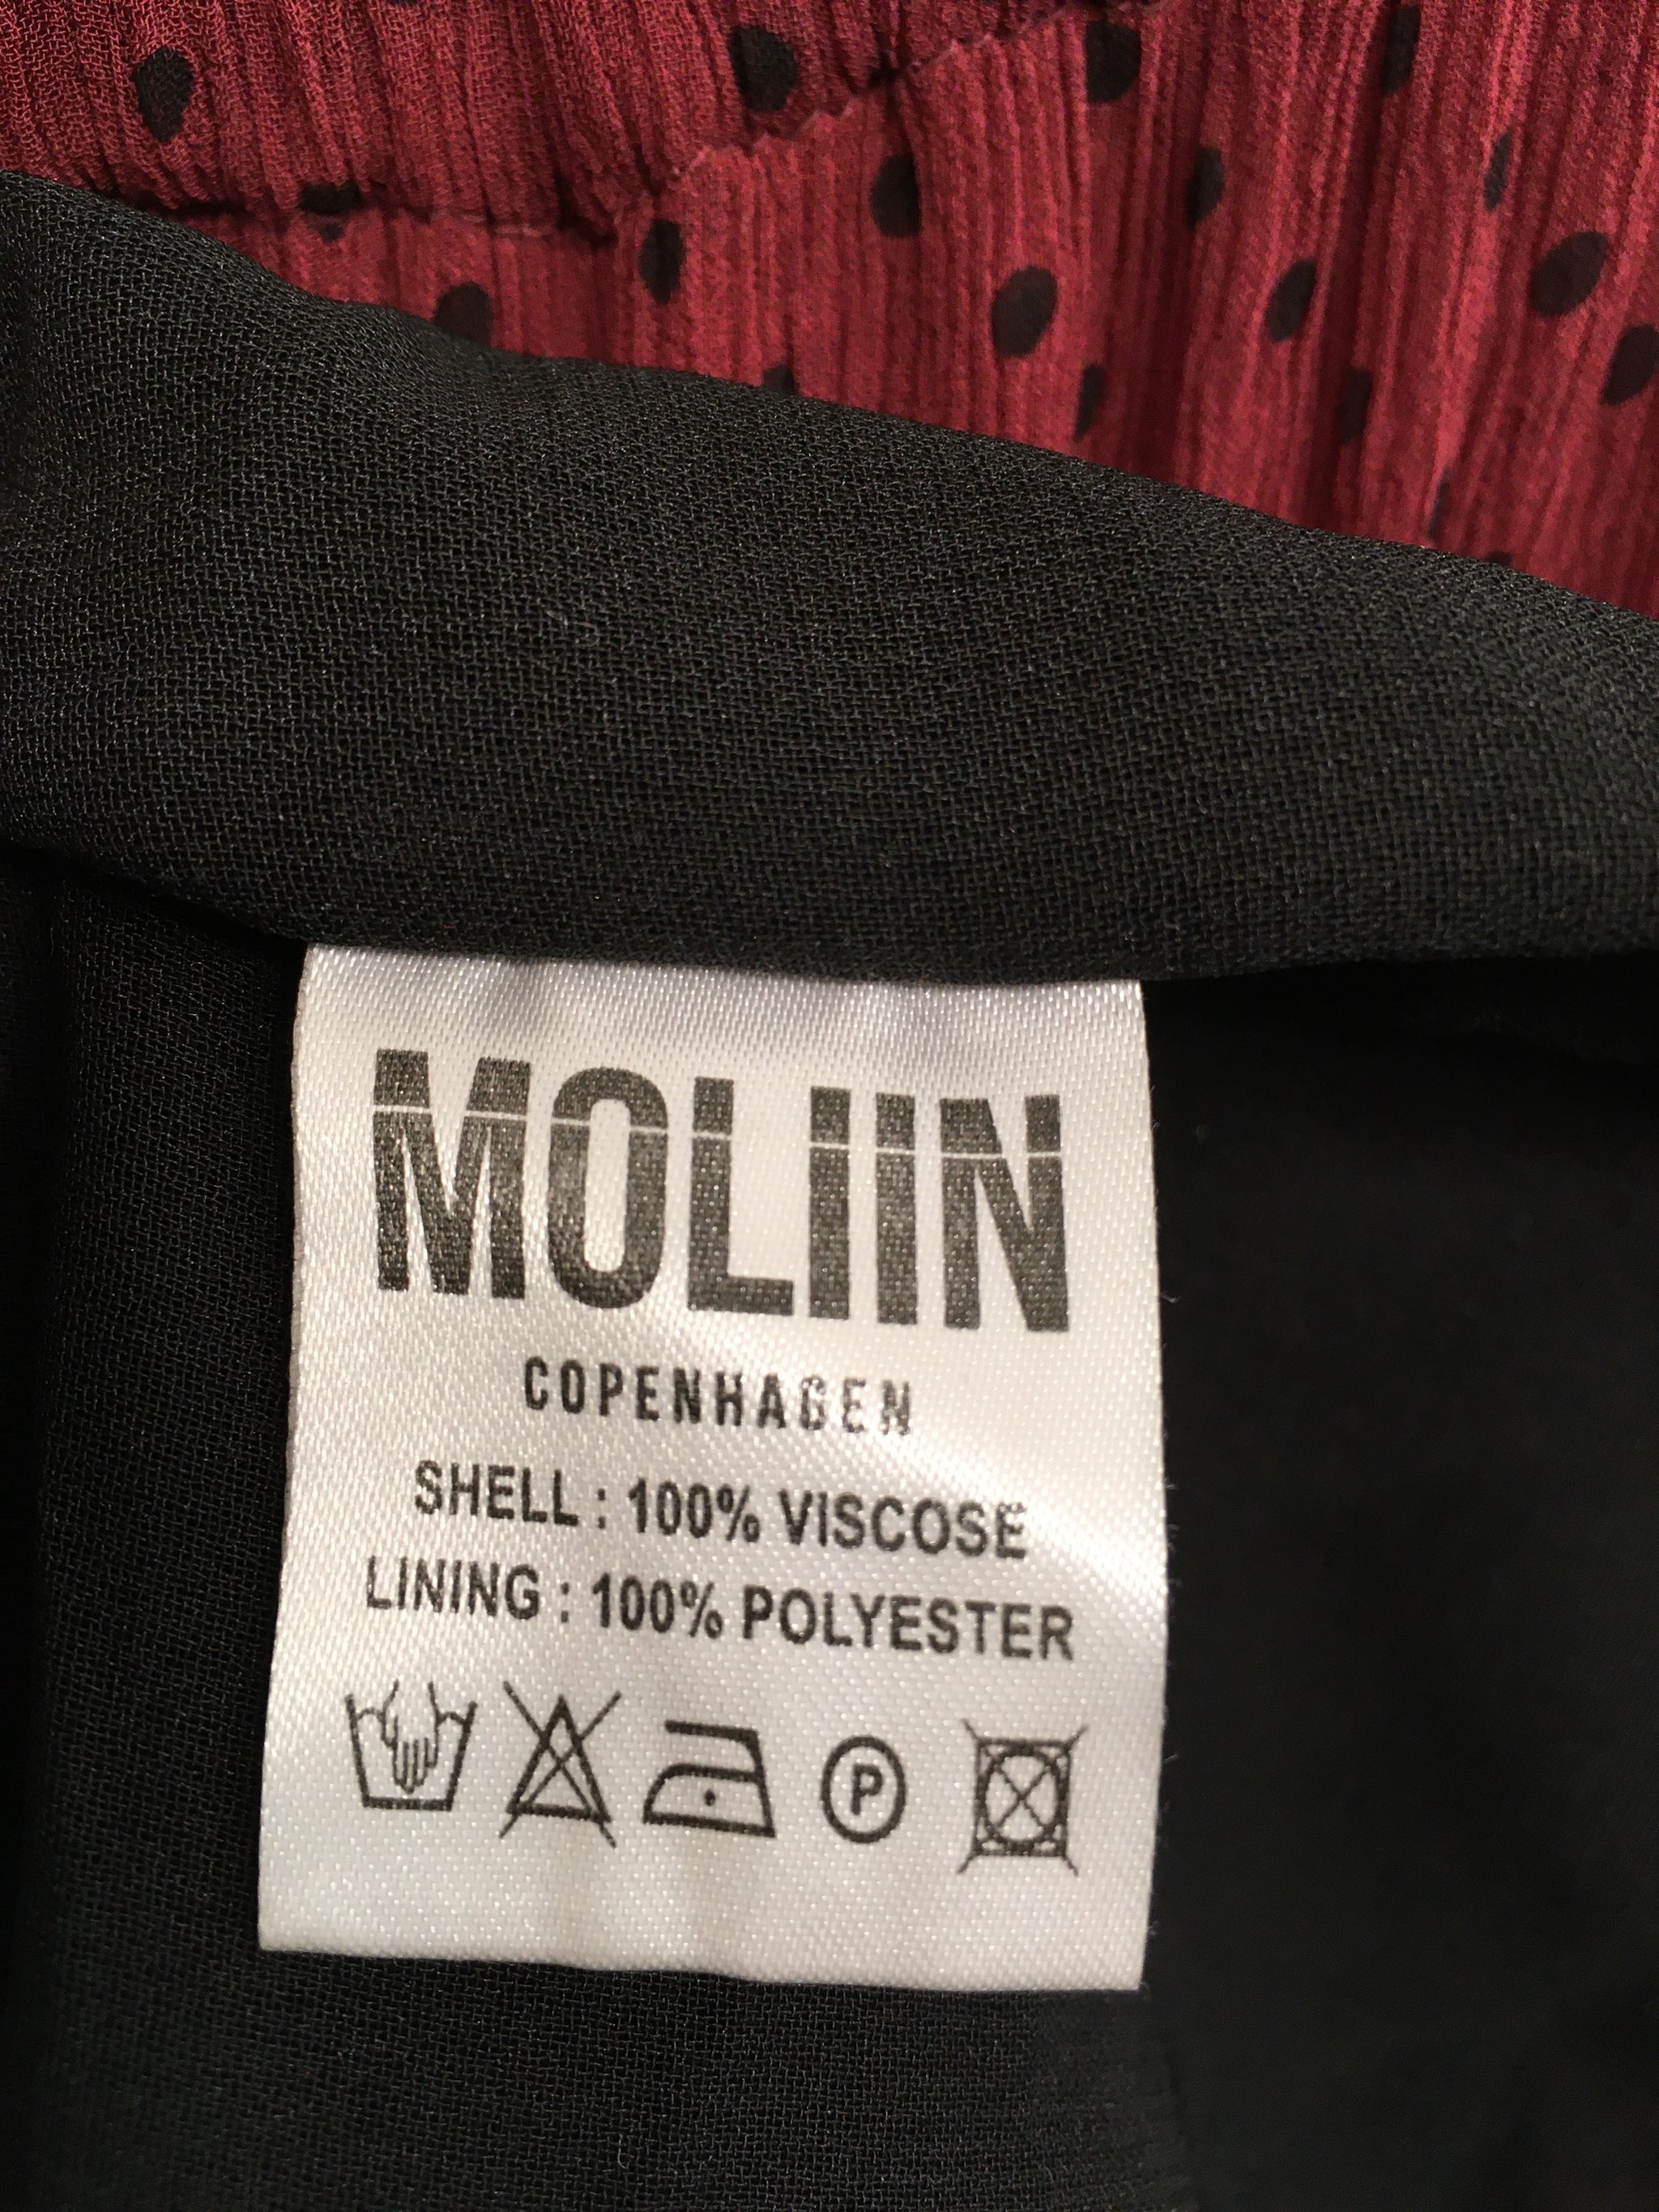 MOLIIN
COPENHAGEN
SHELL : 100% VISCOSE
LINING : 100% POLYESTER
P